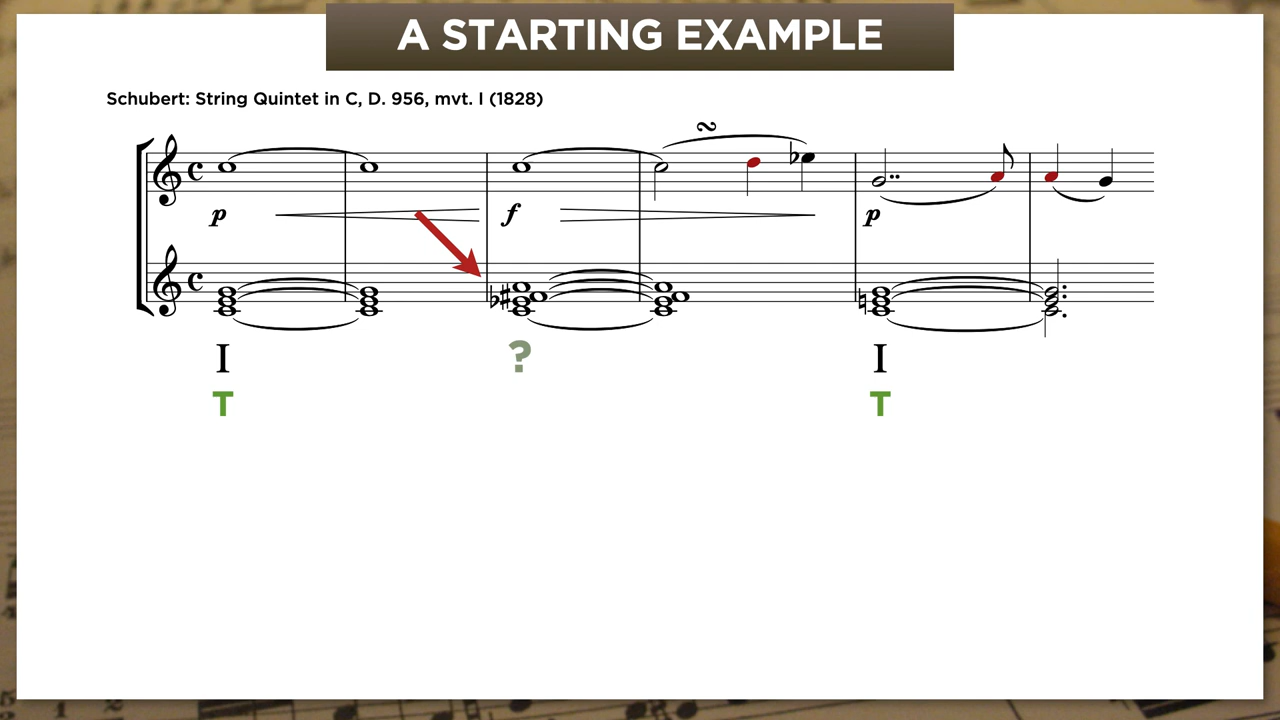 A STARTING EXAMPLE
Schubert: String Quintet in C, D. 956, mvt. I (1828)
p f p
I ? I
T T